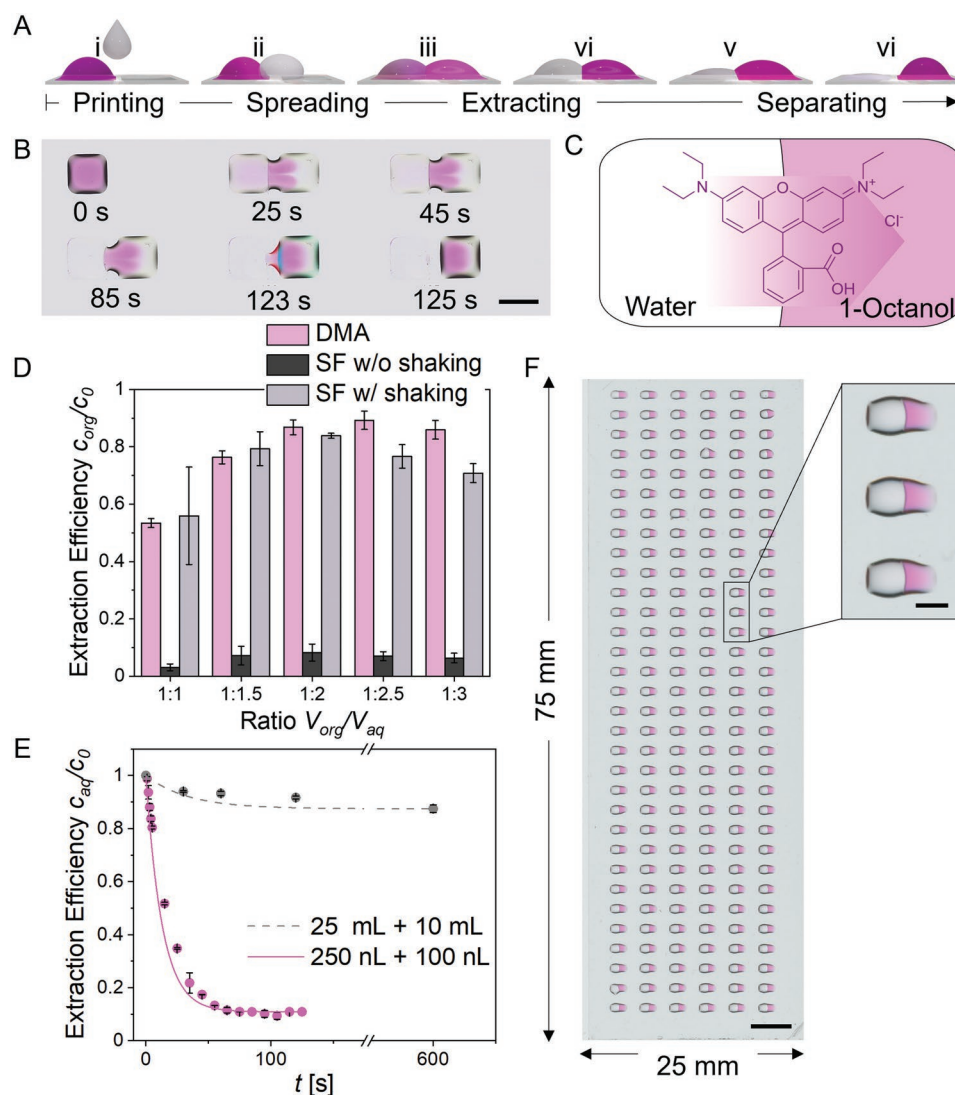 A
i
ii
iii
vi
v
vi
Printing
Spreading
Extracting
Separating
B
0 s
25 s
45 s
85 s
123 s
125 s
C
N
O
N+
Cl-
O
OH
Water
1-Octanol
D
DMA
SF w/o shaking
SF w/ shaking
Extraction Efficiency corg/c0
1
0.8
0.6
0.4
0.2
0
1:1
1:1.5
1:2
1:2.5
1:3
Ratio Vorg/Vaq
E
Extraction Efficiency caq/c0
1
0.8
0.6
0.4
0.2
0
25 mL + 10 mL
250 nL + 100 nL
0
100
600
t [s]
F
75 mm
25 mm